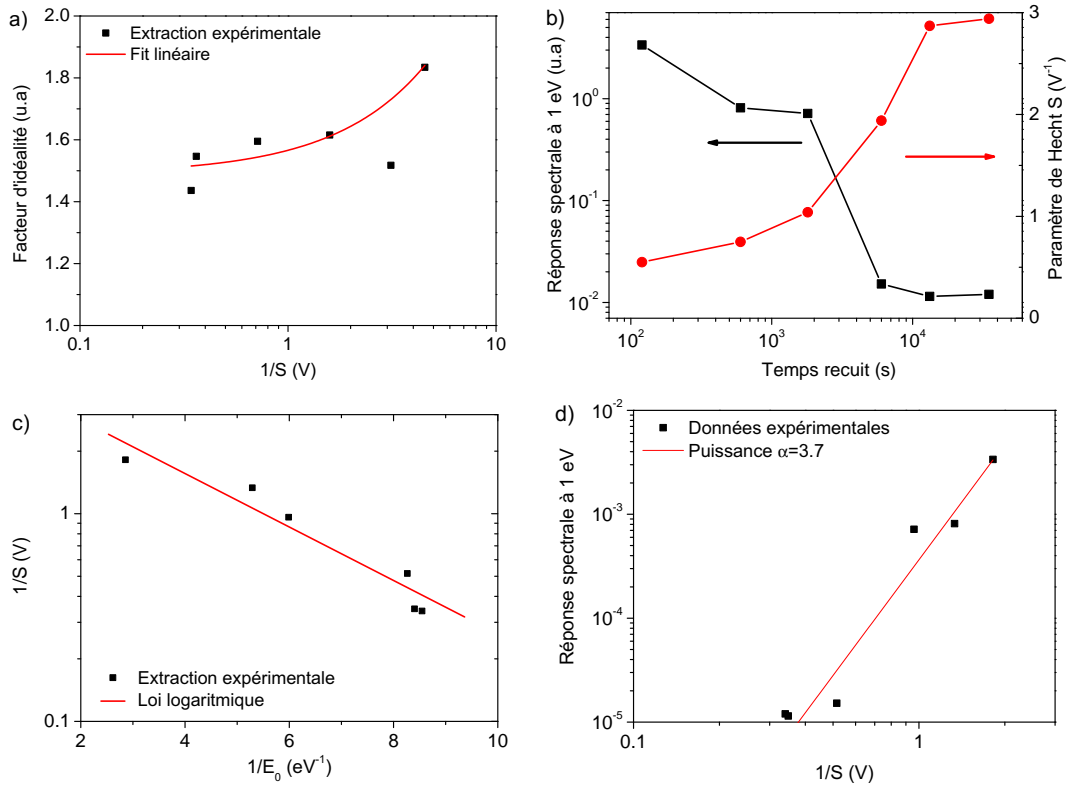 a)
2.0
1.8
1.6
1.4
1.2
1.0
Facteur d'idéalité (u.a)
Extraction expérimentale
Fit linéaire
0.1
1
10
1/S (V)
b)
10^0
10^-1
10^-2
Réponse spectrale à 1 eV (u.a)
3
2
1
0
Paramètre de Hecht S (V^-1)
10^2
10^3
10^4
Temps recuit (s)
c)
1
0.1
1/S (V)
Extraction expérimentale
Loi logaritmique
2
4
6
8
10
1/E_0 (eV^-1)
d)
10^-2
10^-3
10^-4
10^-5
Réponse spectrale à 1 eV
Données expérimentales
Puissance α=3.7
0.1
1
1/S (V)